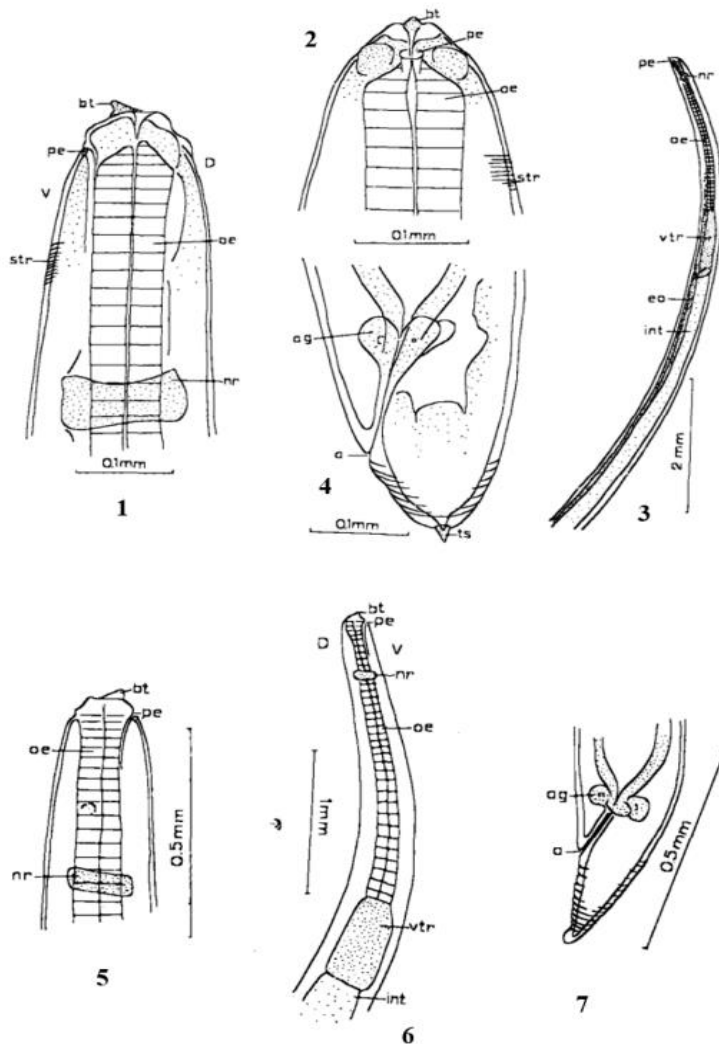 bt
pe
D
V
oe
str
nr
0.1mm
1
2
bt
pe
oe
str
0.1mm
pe
nr
oe
vtr
eo
int
2mm
3
ag
a
4
0.1mm
ts
bt
pe
oe
nr
0.5mm
5
bt
pe
D
V
nr
oe
1mm
vtr
int
6
ag
a
0.5mm
7